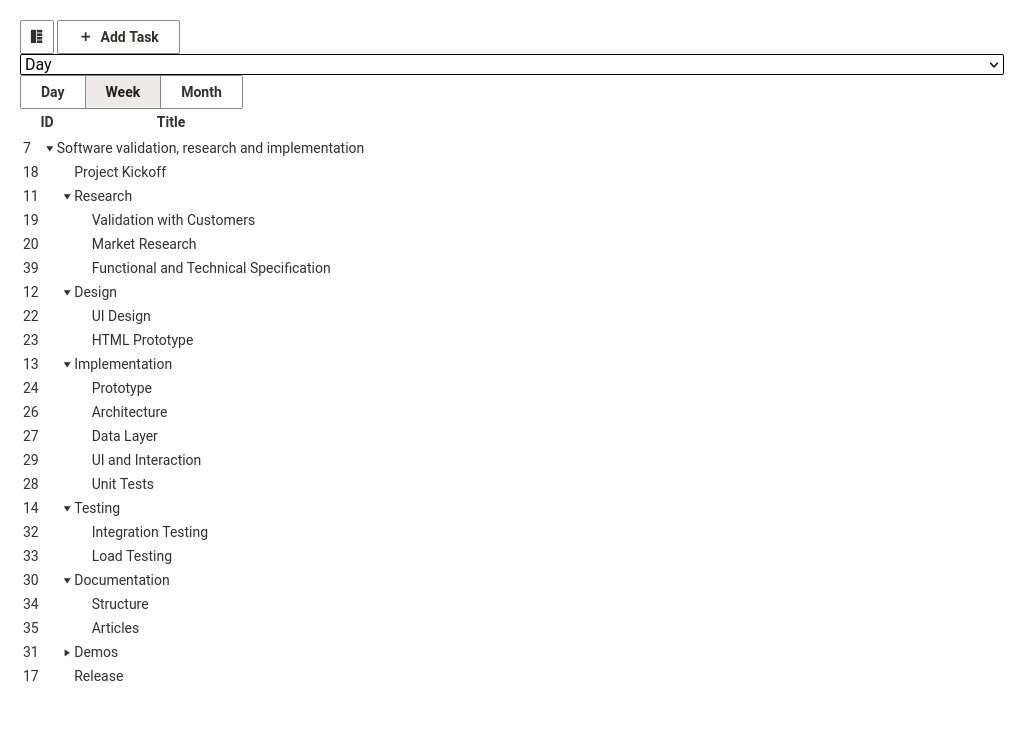 Add Task
Day
Day Week Month
ID Title
7 Software validation, research and implementation
18 Project Kickoff
11 Research
19 Validation with Customers
20 Market Research
39 Functional and Technical Specification
12 Design
22 UI Design
23 HTML Prototype
13 Implementation
24 Prototype
26 Architecture
27 Data Layer
29 UI and Interaction
28 Unit Tests
14 Testing
32 Integration Testing
33 Load Testing
30 Documentation
34 Structure
35 Articles
31 Demos
17 Release